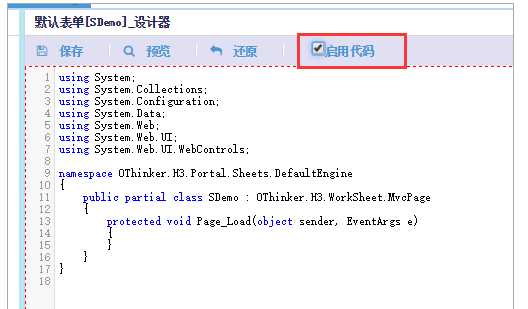 默认表单[SDemo]_设计器
保存 预览 还原 启用代码
1 using System;
2 using System.Collections;
3 using System.Configuration;
4 using System.Data;
5 using System.Web;
6 using System.Web.UI;
7 using System.Web.UI.WebControls;
8
9 namespace OThinker.H3.Portal.Sheets.DefaultEngine
10 {
11 public partial class SDemo : OThinker.H3.WorkSheet.MvcPage
12 {
13 protected void Page_Load(object sender, EventArgs e)
14 {
15 }
16 }
17 }
18